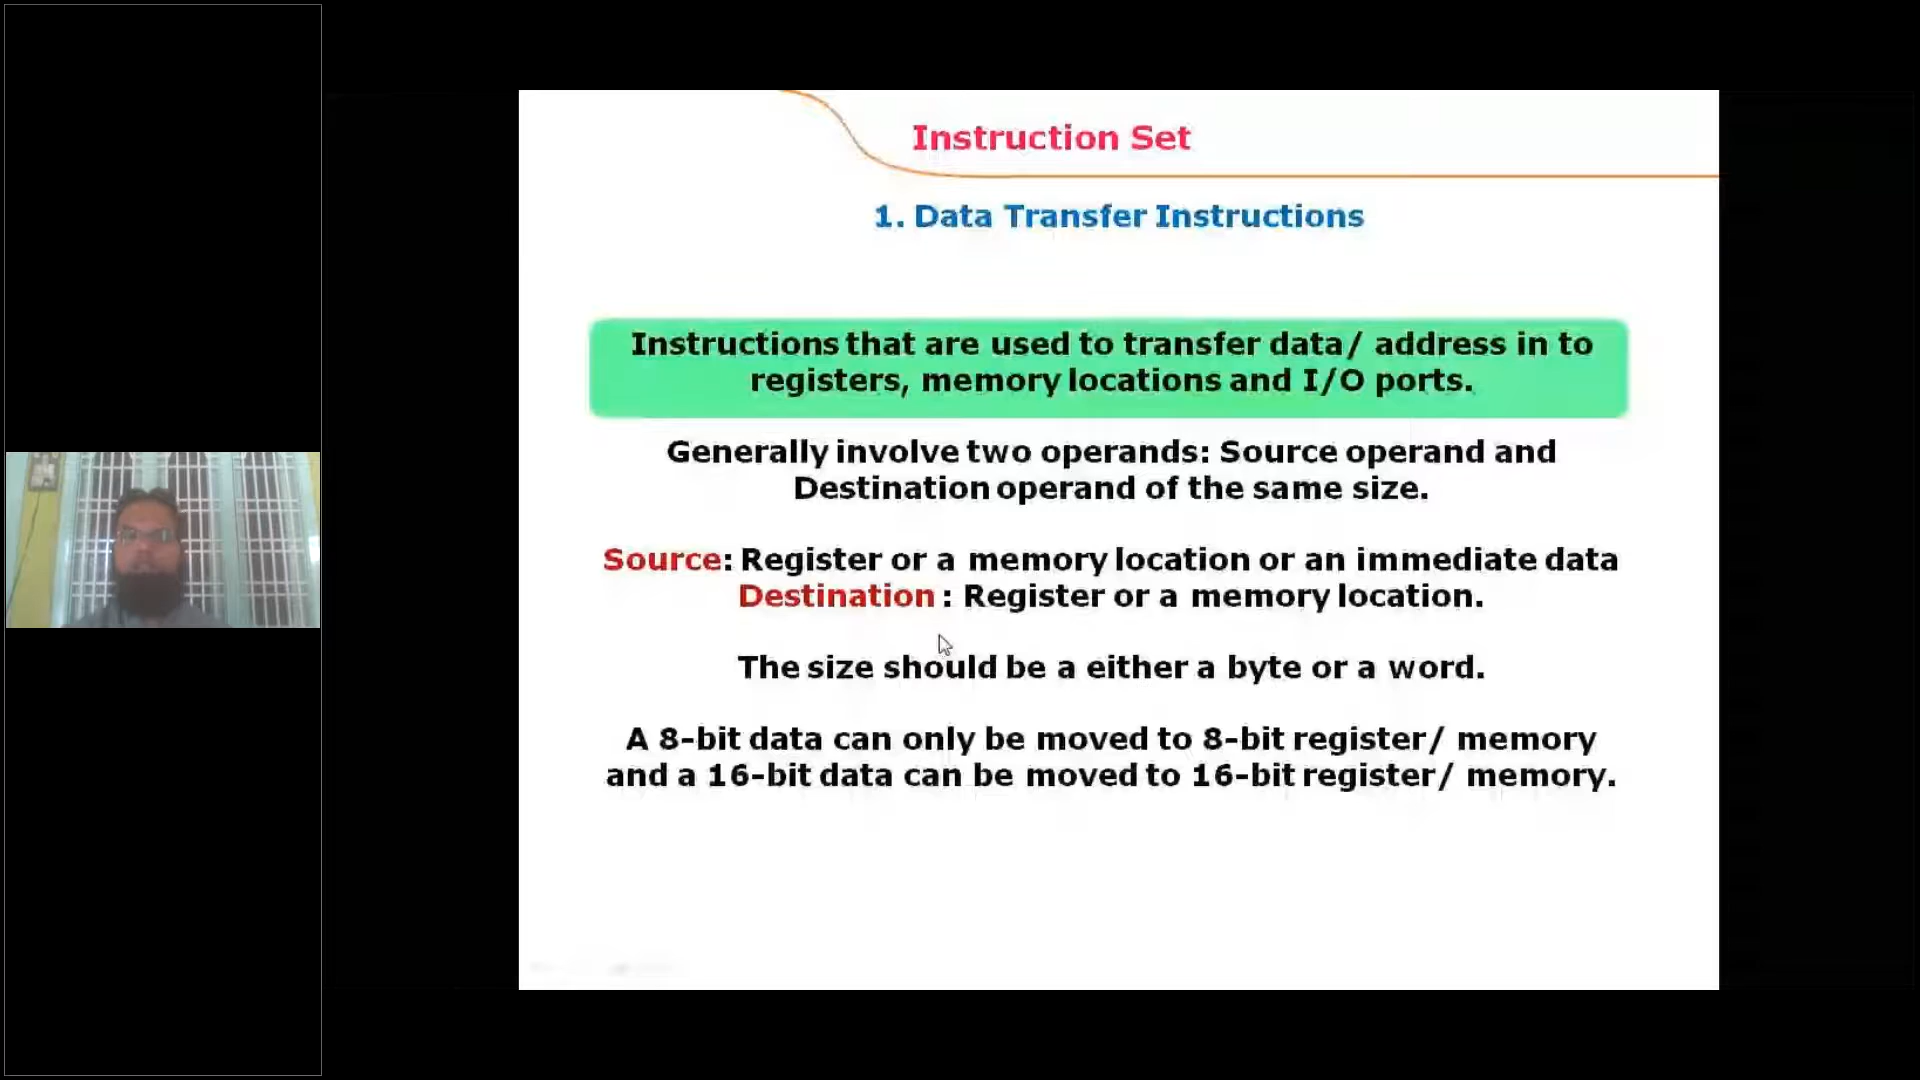 Instruction Set
1. Data Transfer Instructions
Instructions that are used to transfer data/ address in to
registers, memory locations and I/O ports.
Generally involve two operands: Source operand and
Destination operand of the same size.
Source: Register or a memory location or an immediate data
Destination : Register or a memory location.
The size should be a either a byte or a word.
A 8-bit data can only be moved to 8-bit register/ memory
and a 16-bit data can be moved to 16-bit register/ memory.